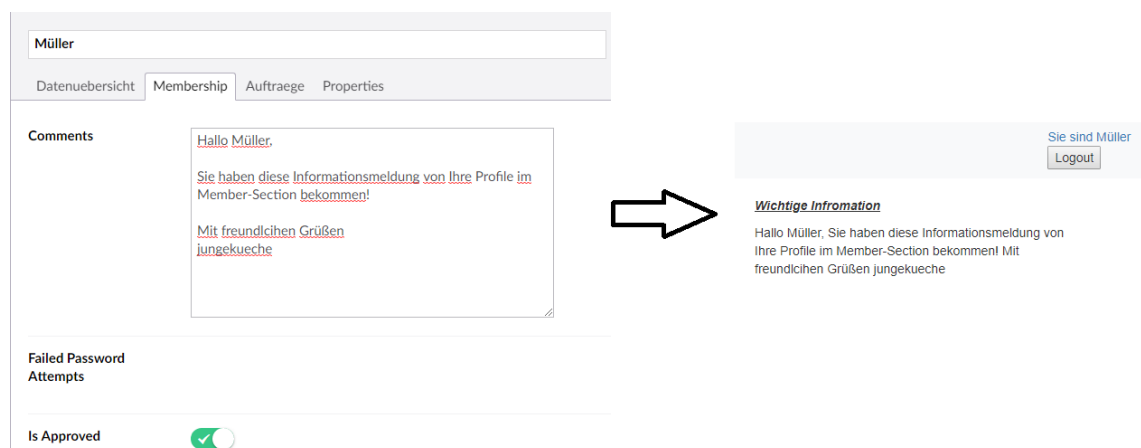 Müller
Datenuebersicht Membership Auftraege Properties
Comments
Hallo Müller,
Sie haben diese Informationsmeldung von Ihre Profile im
Member-Section bekommen!
Mit freundlcihen Grüßen
jungekueche
Failed Password
Attempts
Is Approved
Sie sind Müller
Logout
Wichtige Infromation
Hallo Müller, Sie haben diese Informationsmeldung von
Ihre Profile im Member-Section bekommen! Mit
freundlcihen Grüßen jungekueche